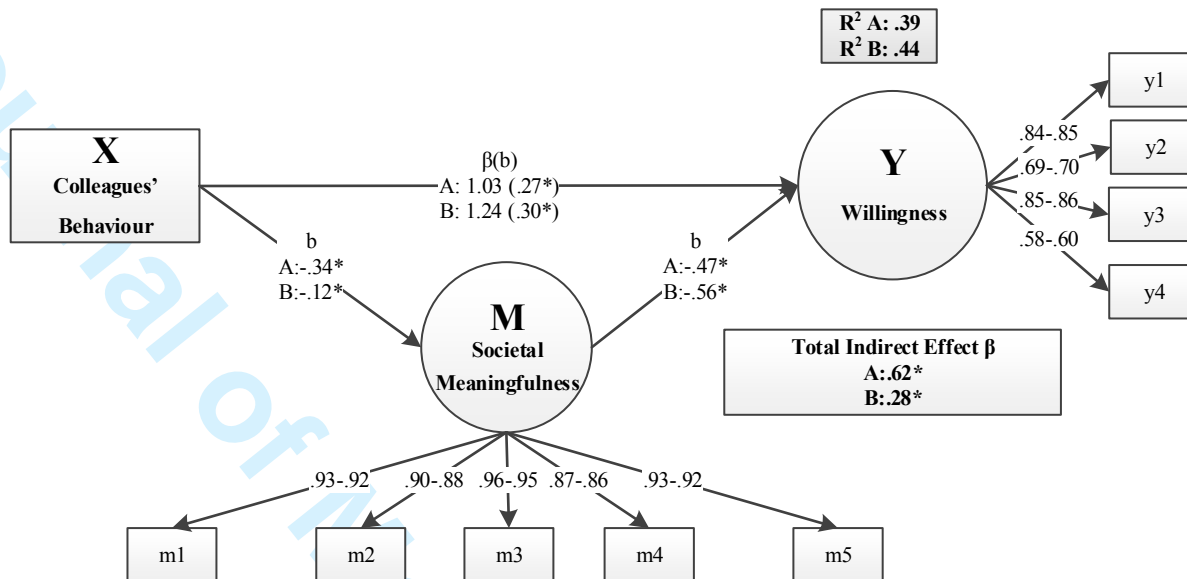 R² A: .39
R² B: .44
X
Colleagues’
Behaviour
β(b)
A: 1.03 (.27*)
B: 1.24 (.30*)
Y
Willingness
.84-.85
.69-.70
.85-.86
.58-.60
y1
y2
y3
y4
b
A:-.34*
B:-.12*
b
A:-.47*
B:-.56*
M
Societal
Meaningfulness
Total Indirect Effect β
A:.62*
B:.28*
.93-.92
.90-.88
.96-.95
.87-.86
.93-.92
m1
m2
m3
m4
m5
nal of